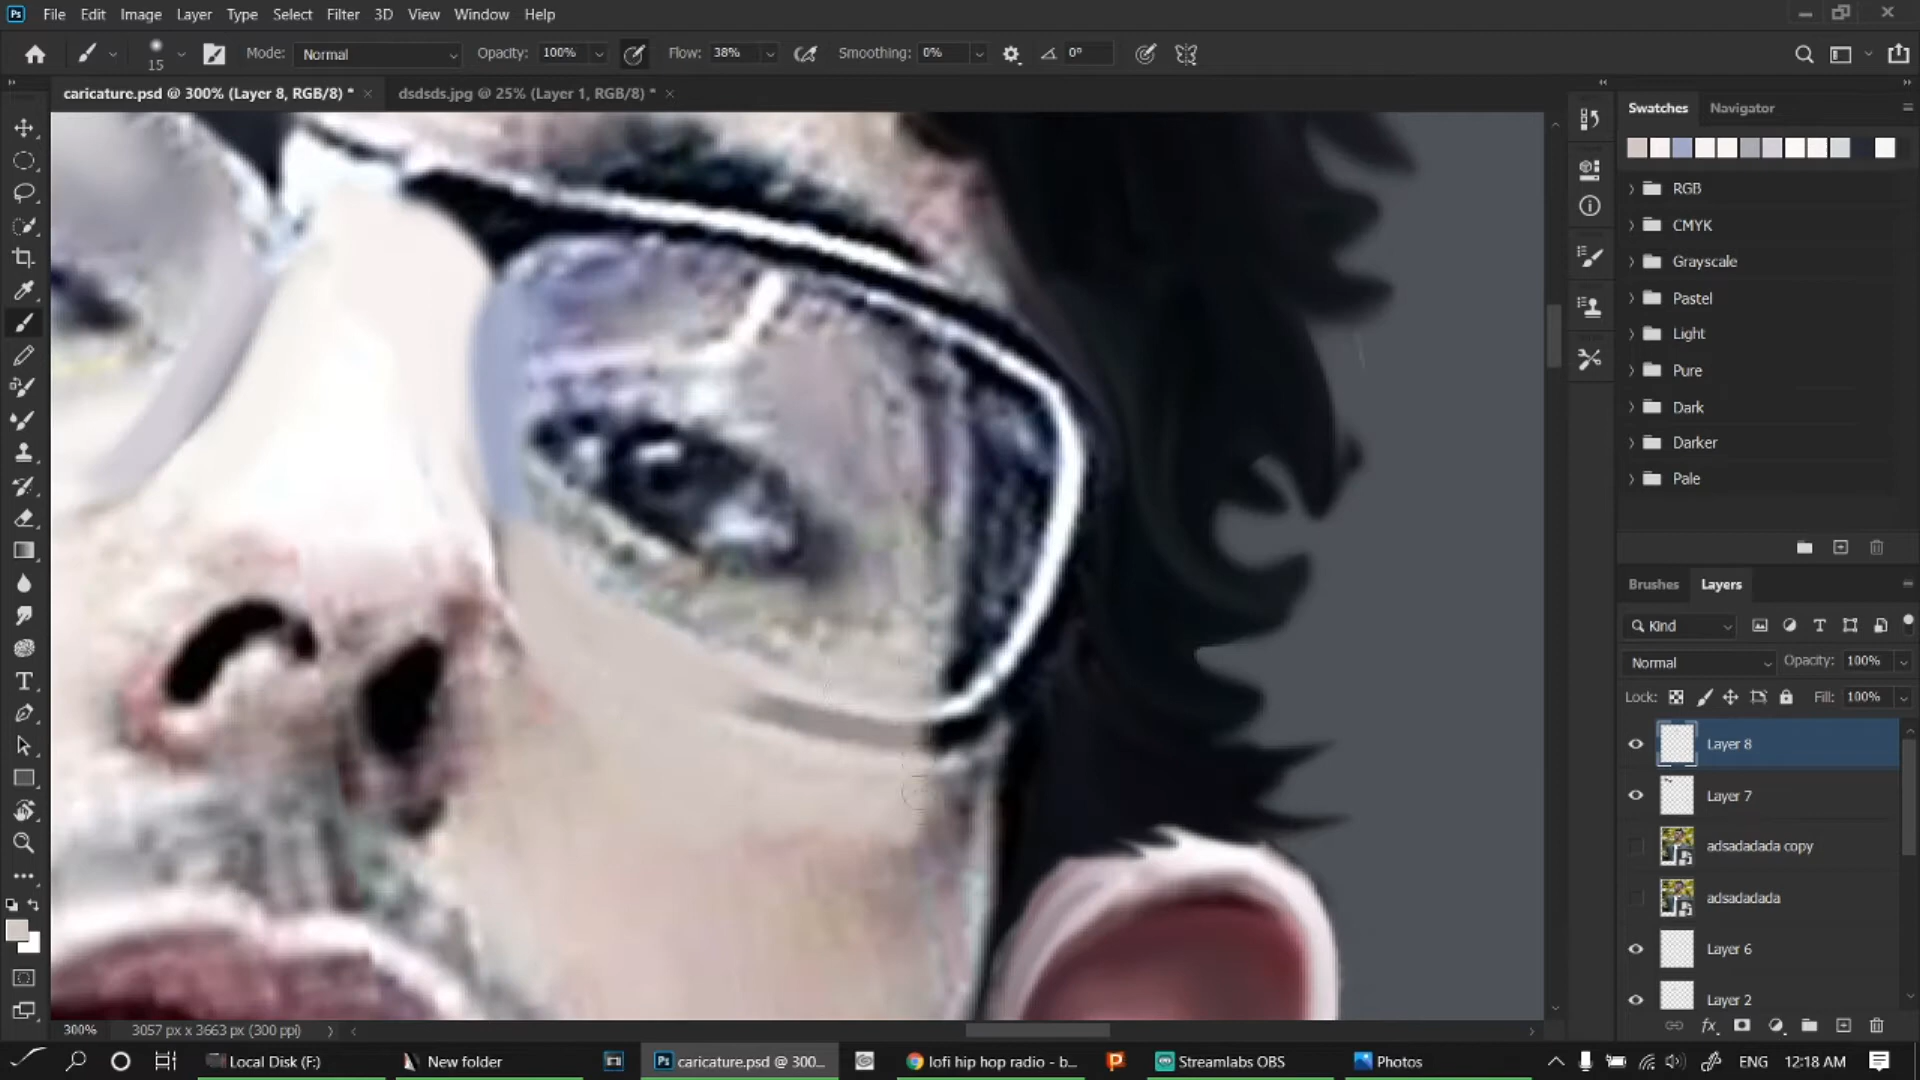 Ps File Edit Image Layer Type Select Filter 3D View Window Help
15 Mode: Normal Opacity: 100% Flow: 38% Smoothing: 0% 0°
caricature.psd @ 300% (Layer 8, RGB/8) * dsdsds.jpg @ 25% (Layer 1, RGB/8) *
Swatches Navigator
RGB
CMYK
Grayscale
Pastel
Light
Pure
Dark
Darker
Pale
Brushes Layers
Kind
Normal Opacity: 100%
Lock: Fill: 100%
Layer 8
Layer 7
adsadadada copy
adsadadada
Layer 6
Layer 2
300% 3057 px x 3663 px (300 ppi)
Local Disk (F:) New folder Ps caricature.psd @ 300... lofi hip hop radio - b... Streamlabs OBS Photos ENG 12:18 AM